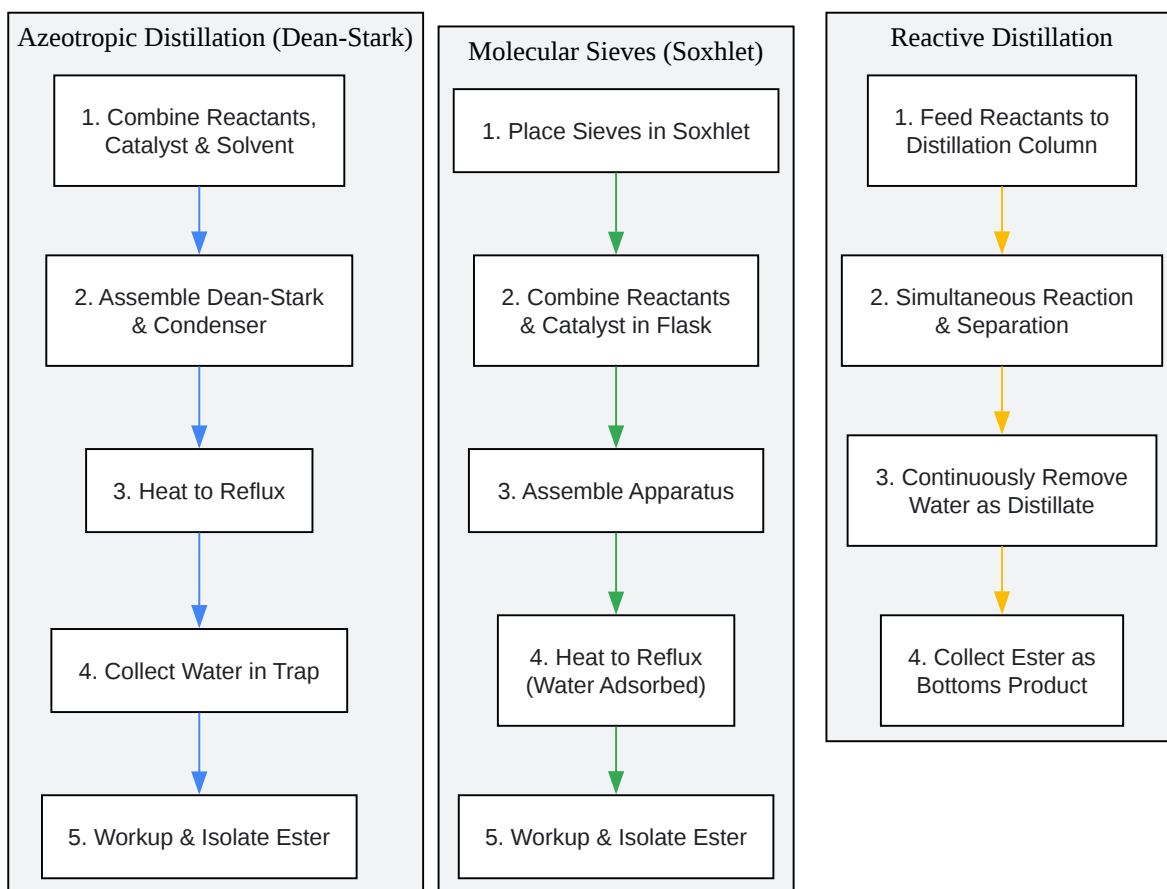 Azeotropic Distillation (Dean-Stark)
1. Combine Reactants,
Catalyst & Solvent
2. Assemble Dean-Stark
& Condenser
3. Heat to Reflux
4. Collect Water in Trap
5. Workup & Isolate Ester
Molecular Sieves (Soxhlet)
1. Place Sieves in Soxhlet
2. Combine Reactants
& Catalyst in Flask
3. Assemble Apparatus
4. Heat to Reflux
(Water Adsorbed)
5. Workup & Isolate Ester
Reactive Distillation
1. Feed Reactants to
Distillation Column
2. Simultaneous Reaction
& Separation
3. Continuously Remove
Water as Distillate
4. Collect Ester as
Bottoms Product